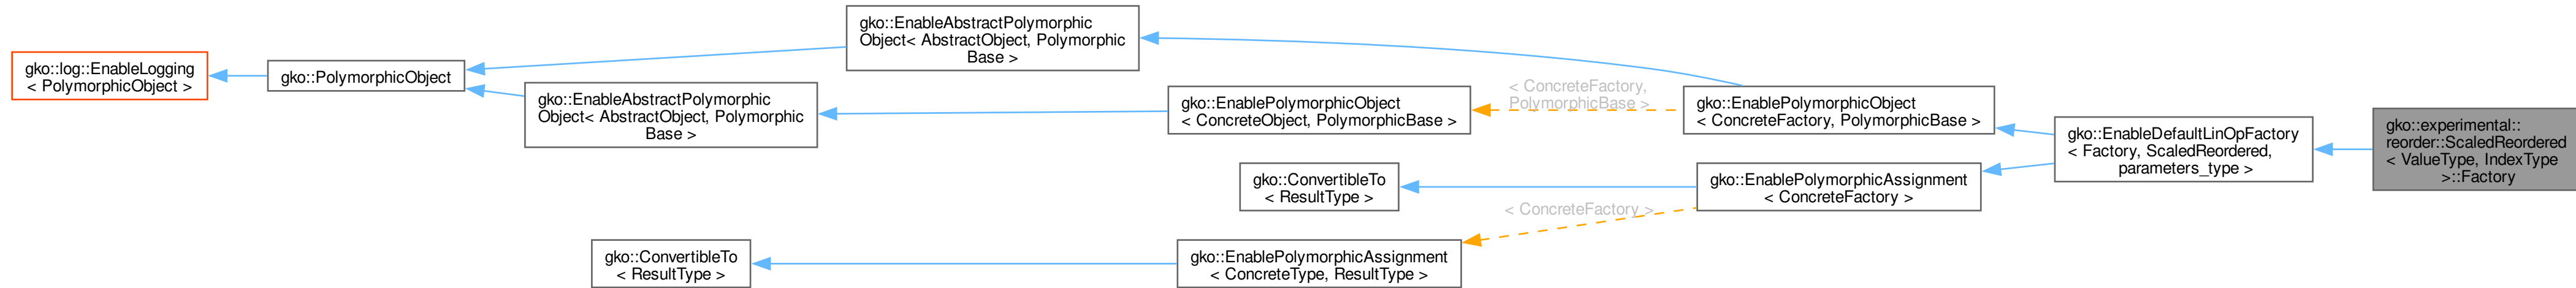 gko::log::EnableLogging
< PolymorphicObject >
gko::PolymorphicObject
gko::EnableAbstractPolymorphic
Object< AbstractObject, Polymorphic
Base >
gko::EnableAbstractPolymorphic
Object< AbstractObject, Polymorphic
Base >
gko::EnablePolymorphicObject
< ConcreteObject, PolymorphicBase >
< ConcreteFactory,
PolymorphicBase >
gko::EnablePolymorphicObject
< ConcreteFactory, PolymorphicBase >
gko::ConvertibleTo
< ResultType >
gko::EnablePolymorphicAssignment
< ConcreteFactory >
< ConcreteFactory >
gko::ConvertibleTo
< ResultType >
gko::EnablePolymorphicAssignment
< ConcreteType, ResultType >
gko::EnableDefaultLinOpFactory
< Factory, ScaledReordered,
parameters_type >
gko::experimental::
reorder::ScaledReordered
< ValueType, IndexType
>::Factory